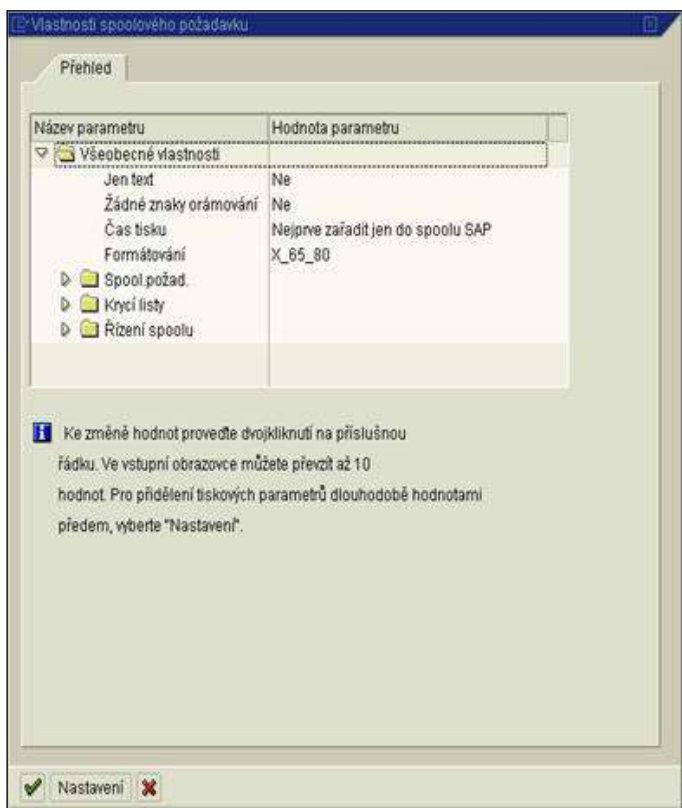 Vlastnosti spoolového požadavku
Přehled
Název parametru Hodnota parametru
Všeobecné vlastnosti
Jen text Ne
Žádné znaky orámování Ne
Čas tisku Nejprve zařadit jen do spoolu SAP
Formátování X_65_80
Spool.požad.
Krycí listy
Řízení spoolu
Ke změně hodnot proveďte dvojkliknutí na příslušnou
řádku. Ve vstupní obrazovce můžete převzít až 10
hodnot. Pro přidělení tiskových parametrů dlouhodobě hodnotami
předem, vyberte "Nastavení".
Nastavení